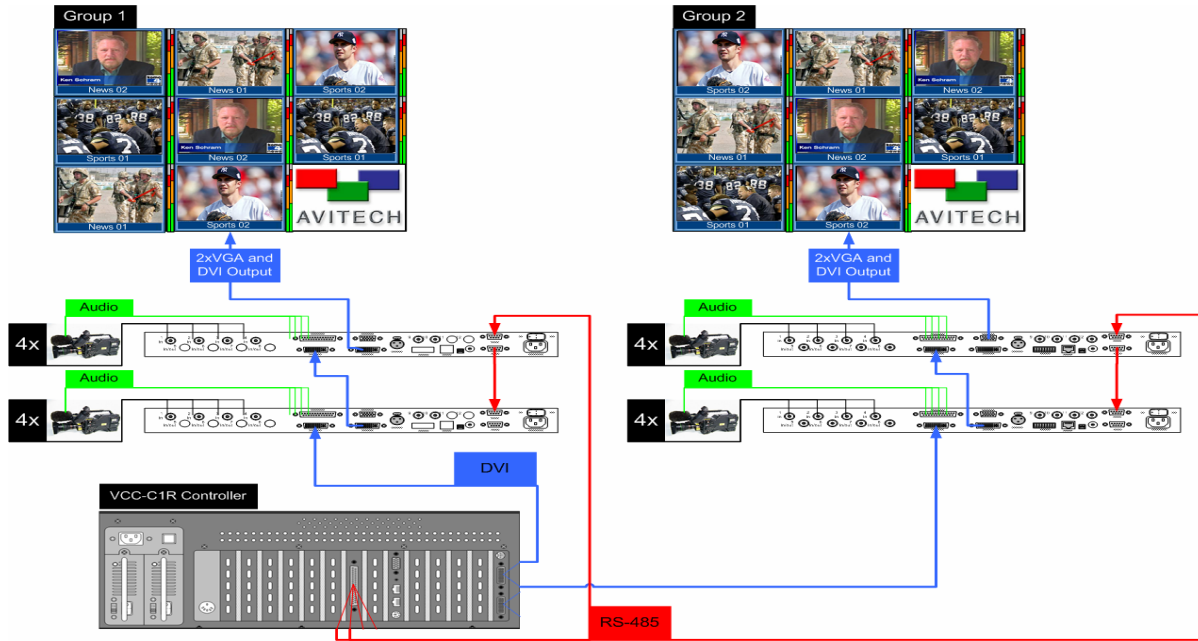 Group 1
Group 2
Ken Schram
News 02
News 01
Sports 02
Sports 02
News 01
Ken Schram
News 02
88
Sports 01
Ken Schram
News 02
Sports 01
News 01
Ken Schram
News 02
Sports 01
News 01
Sports 02
AVITECH
Sports 01
Sports 02
AVITECH
2xVGA and
DVI Output
2xVGA and
DVI Output
Audio
Audio
4x
4x
Audio
Audio
4x
4x
DVI
VCC-C1R Controller
RS-485